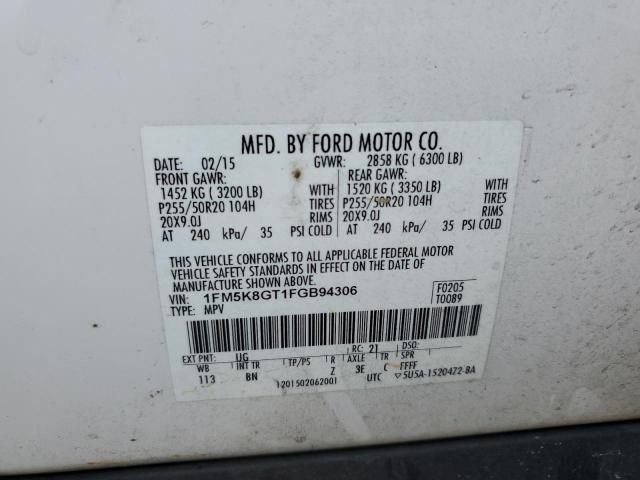 MFD. BY FORD MOTOR CO.
DATE: 02/15 GVWR: 2858 KG ( 6300 LB)
FRONT GAWR: REAR GAWR:
1452 KG ( 3200 LB) WITH 1520 KG ( 3350 LB) WITH
P255/50R20 104H TIRES P255/50R20 104H TIRES
20X9.0J RIMS 20X9.0J RIMS
AT 240 kPa/ 35 PSI COLD AT 240 kPa/ 35 PSI COLD
THIS VEHICLE CONFORMS TO ALL APPLICABLE FEDERAL MOTOR
VEHICLE SAFETY STANDARDS IN EFFECT ON THE DATE OF
MANUFACTURE SHOWN ABOVE.
VIN: 1FM5K8GT1FGB94306 F0205
TYPE: MPV T0089
EXT PNT: UG RC: 21 DSO:
WB INT TR TP/PS R AXLE TR SPR
113 BN Z 3E C FFFF
1201502062001 UTC ▽5U5A-1520472-BA